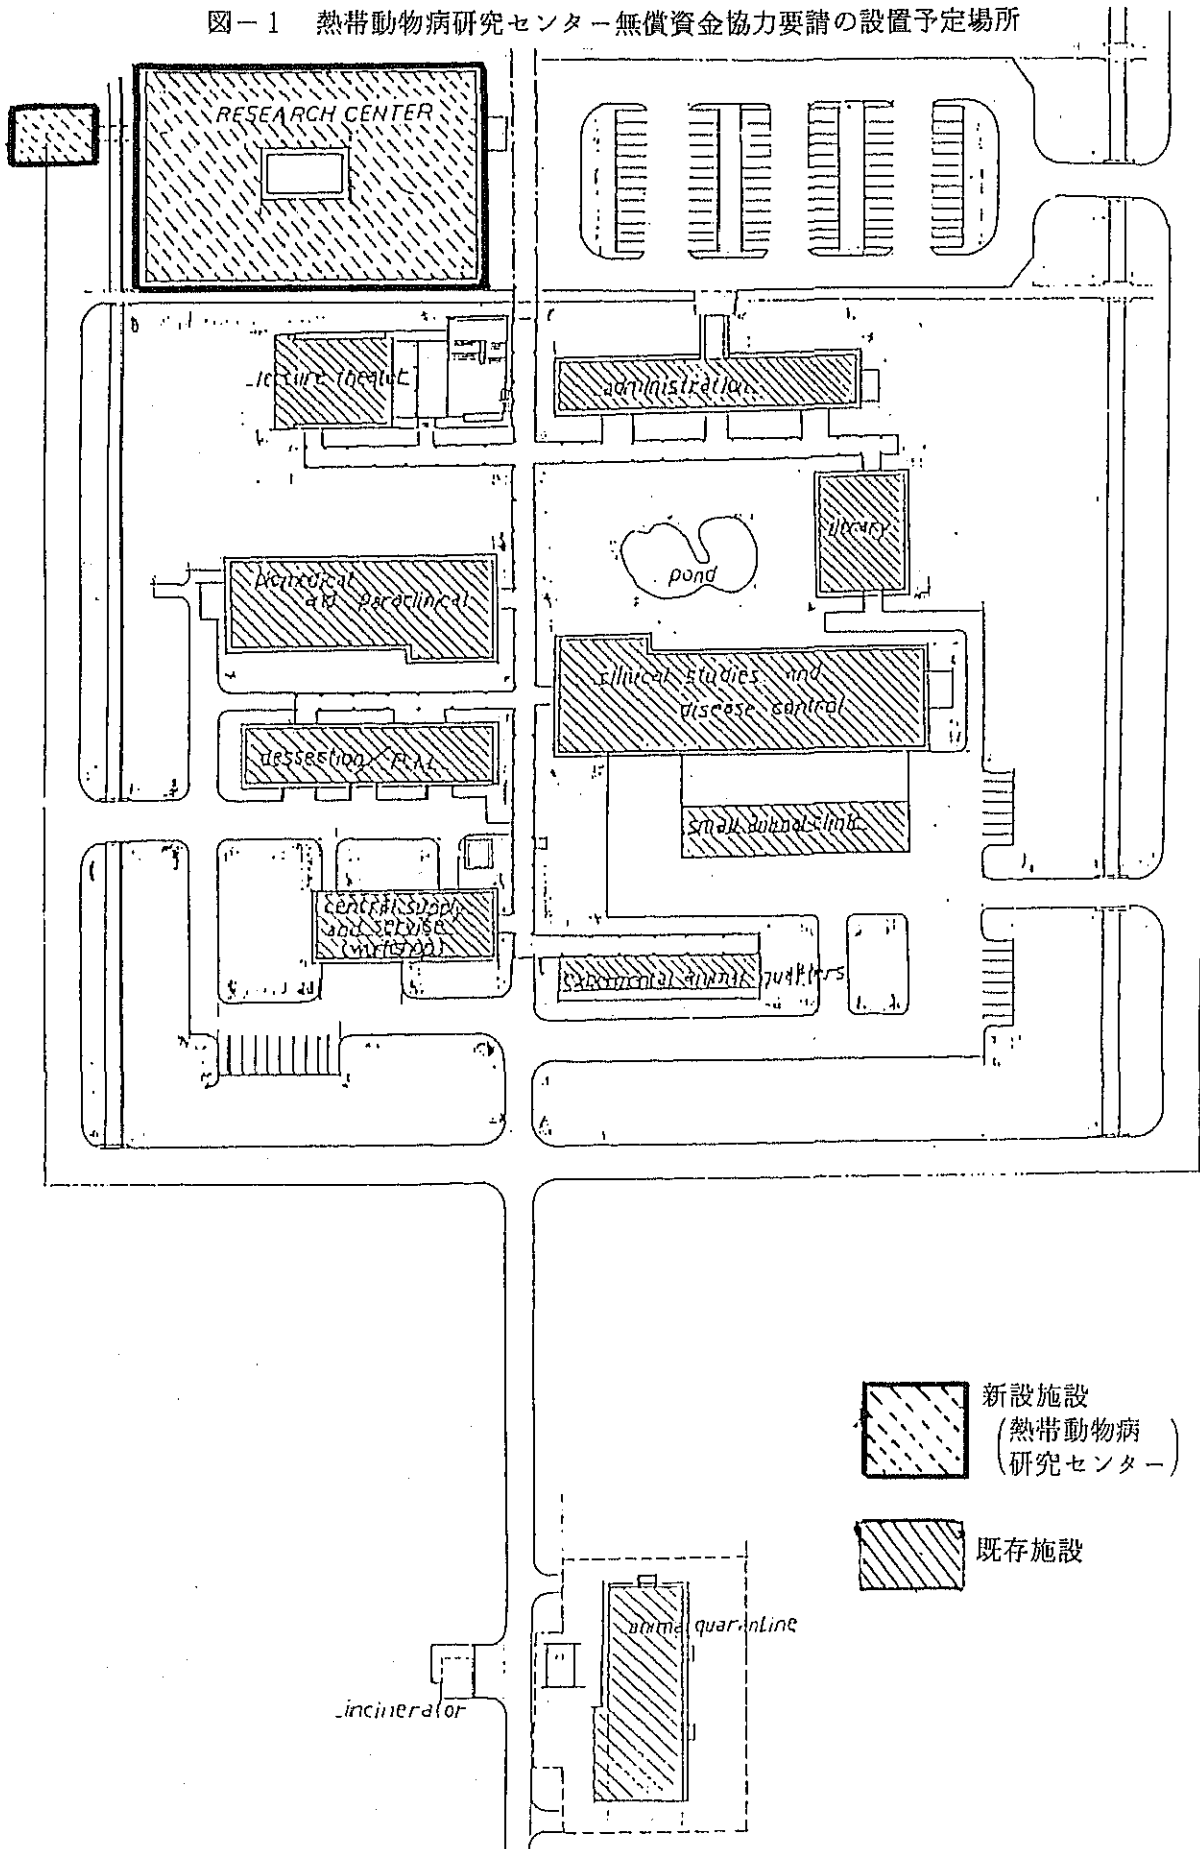 図－1 熱帯動物病研究センター無償資金協力要請の設置予定場所
RESEARCH CENTER
lecture
administration
library
pond
and paraclinical
clinical studies and
disease control
dessection
small animal clinic
central supply
and servise
animal
animal quarantine
incinerator
新設施設
(熱帯動物病
研究センター)
既存施設